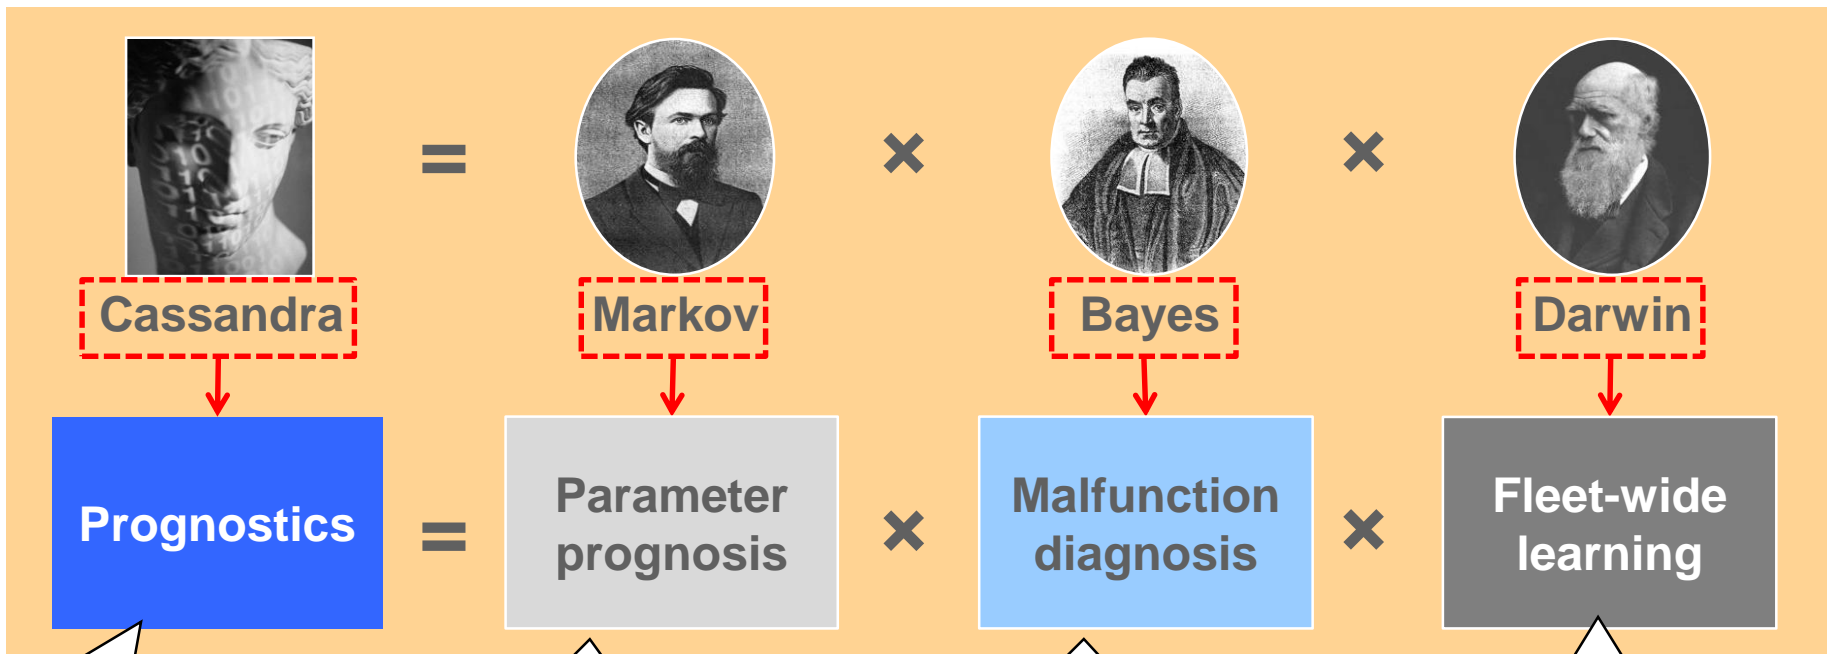 Cassandra = Markov × Bayes × Darwin
Prognostics = Parameter prognosis × Malfunction diagnosis × Fleet-wide learning